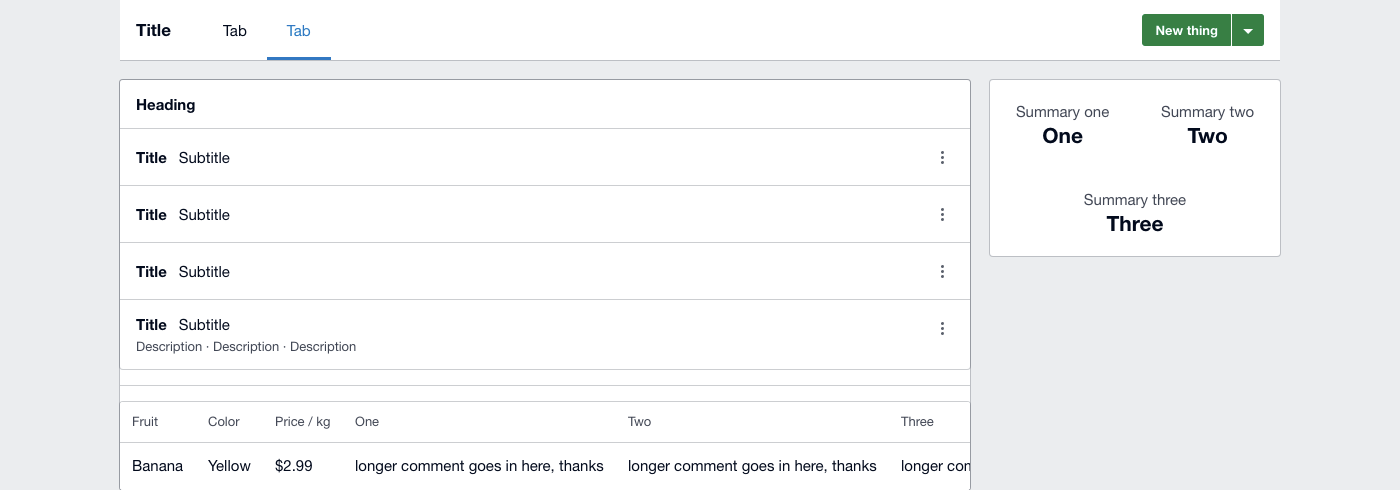 Title Tab Tab New thing
Heading
Title Subtitle
Title Subtitle
Title Subtitle
Title Subtitle
Description · Description · Description
Fruit Color Price / kg One Two Three
Banana Yellow $2.99 longer comment goes in here, thanks longer comment goes in here, thanks longer
Summary one Summary two
One Two
Summary three
Three